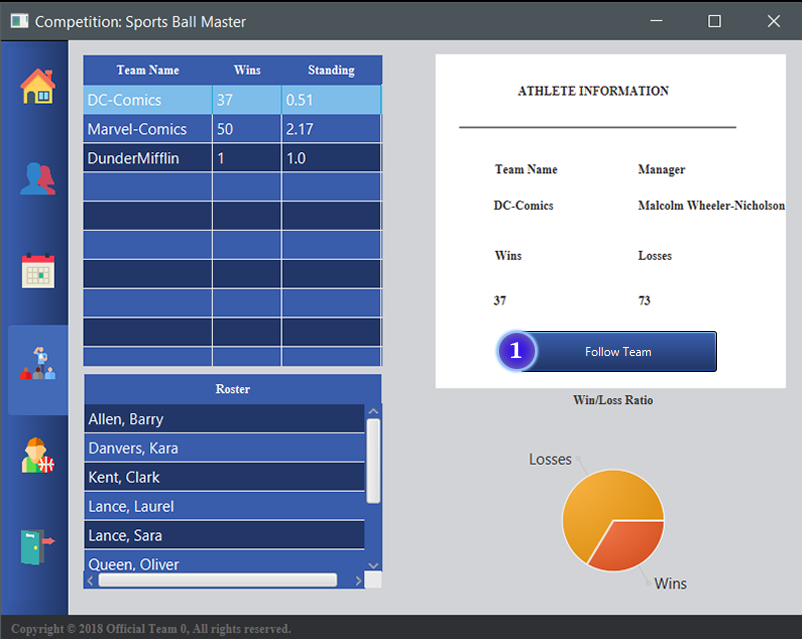 Competition: Sports Ball Master
Team Name Wins Standing
DC-Comics 37 0.51
Marvel-Comics 50 2.17
DunderMifflin 1 1.0
Roster
Allen, Barry
Danvers, Kara
Kent, Clark
Lance, Laurel
Lance, Sara
Queen, Oliver
ATHLETE INFORMATION
Team Name Manager
DC-Comics Malcolm Wheeler-Nicholson
Wins Losses
37 73
1 Follow Team
Win/Loss Ratio
Losses
Wins
Copyright © 2018 Official Team 0, All rights reserved.